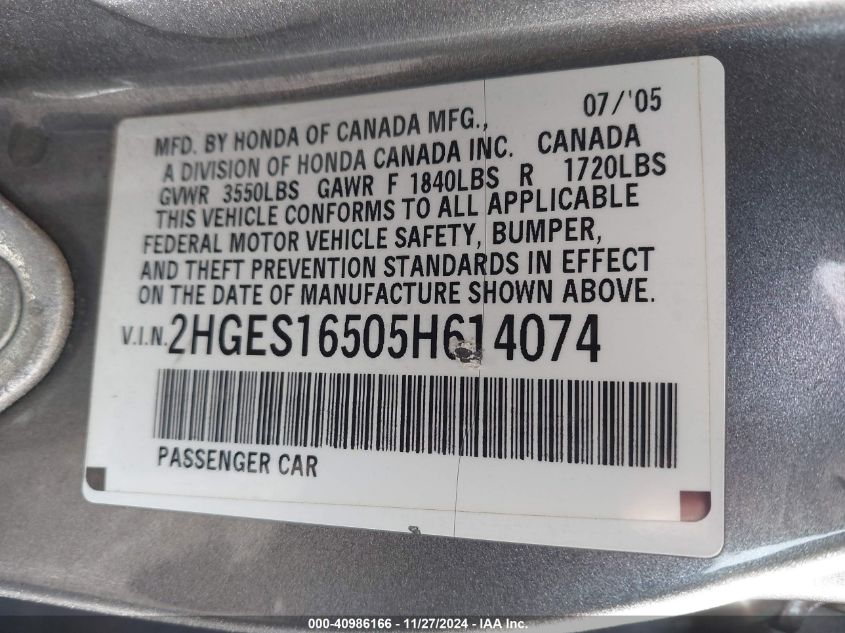 07/'05
MFD. BY HONDA OF CANADA MFG.,
A DIVISION OF HONDA CANADA INC. CANADA
GVWR 3550LBS GAWR F 1840LBS R 1720LBS
THIS VEHICLE CONFORMS TO ALL APPLICABLE
FEDERAL MOTOR VEHICLE SAFETY, BUMPER,
AND THEFT PREVENTION STANDARDS IN EFFECT
ON THE DATE OF MANUFACTURE SHOWN ABOVE.
V.I.N. 2HGES16505H614074
PASSENGER CAR
000-40986166 - 11/27/2024 - IAA Inc.